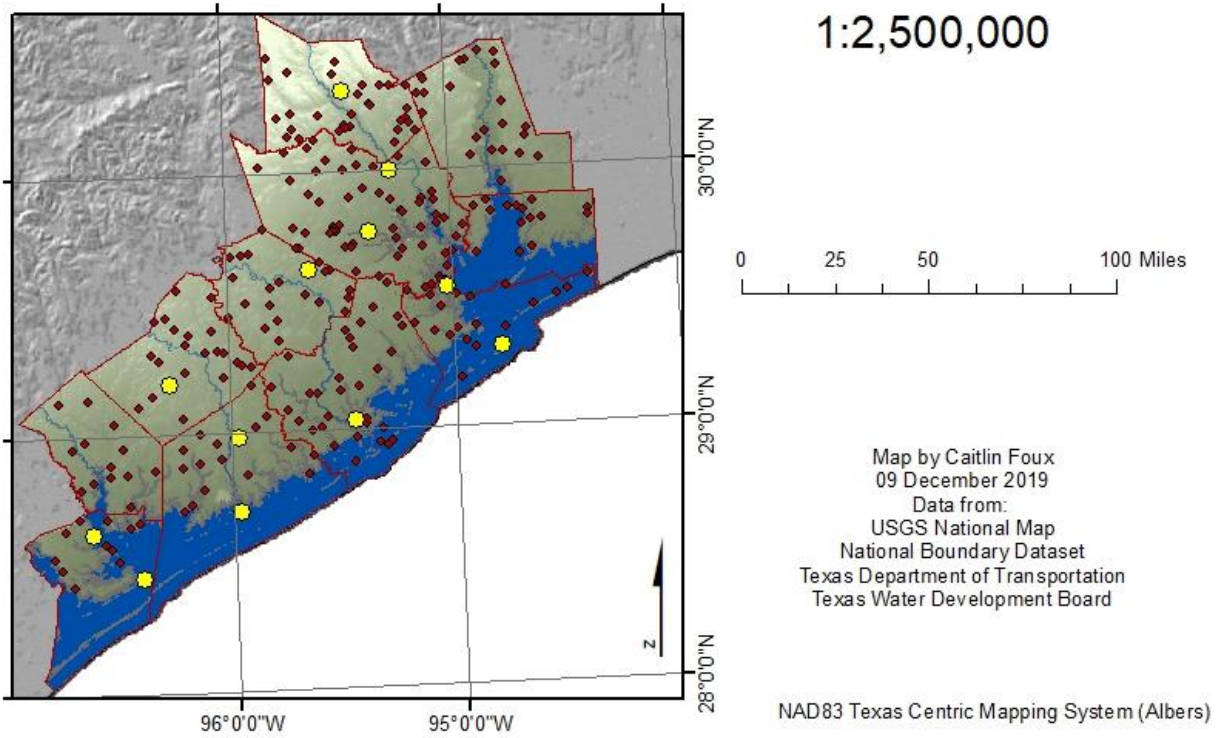 1:2,500,000
30°0'0"N
29°0'0"N
28°0'0"N
96°0'0"W
95°0'0"W
N
0 25 50 100 Miles
Map by Caitlin Foux
09 December 2019
Data from:
USGS National Map
National Boundary Dataset
Texas Department of Transportation
Texas Water Development Board
NAD83 Texas Centric Mapping System (Albers)